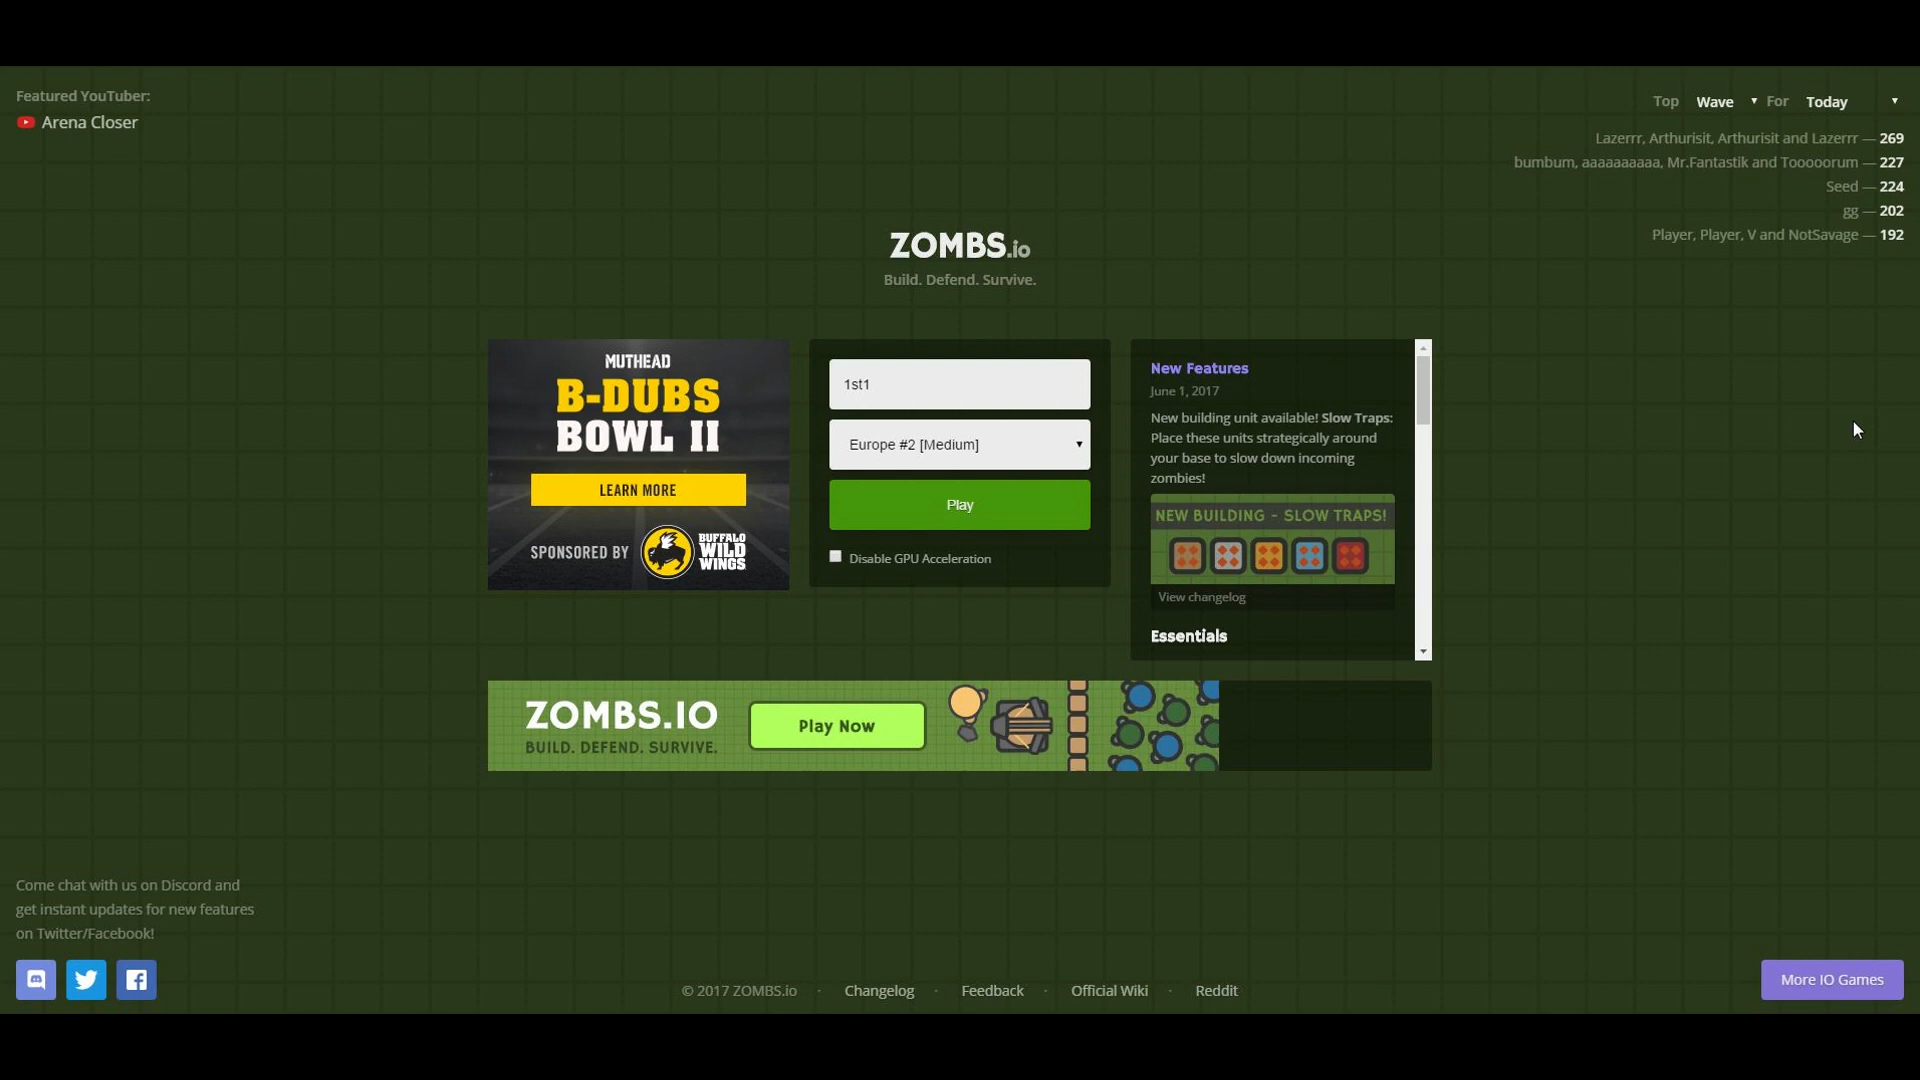 Featured YouTuber:
Arena Closer
Top Wave For Today
Lazerrr, Arthurisit, Arthurisit and Lazerrr — 269
bumbum, aaaaaaaaaa, Mr.Fantastik and Tooooorum — 227
Seed — 224
gg — 202
Player, Player, V and NotSavage — 192
ZOMBS.io
Build. Defend. Survive.
MUTHEAD
B-DUBS
BOWL II
LEARN MORE
SPONSORED BY
BUFFALO
WILD
WINGS
1st1
Europe #2 [Medium]
Play
Disable GPU Acceleration
New Features
June 1, 2017
New building unit available! Slow Traps:
Place these units strategically around
your base to slow down incoming
zombies!
NEW BUILDING - SLOW TRAPS!
View changelog
Essentials
ZOMBS.IO
BUILD. DEFEND. SURVIVE.
Play Now
Come chat with us on Discord and
get instant updates for new features
on Twitter/Facebook!
© 2017 ZOMBS.io · Changelog · Feedback · Official Wiki · Reddit
More IO Games